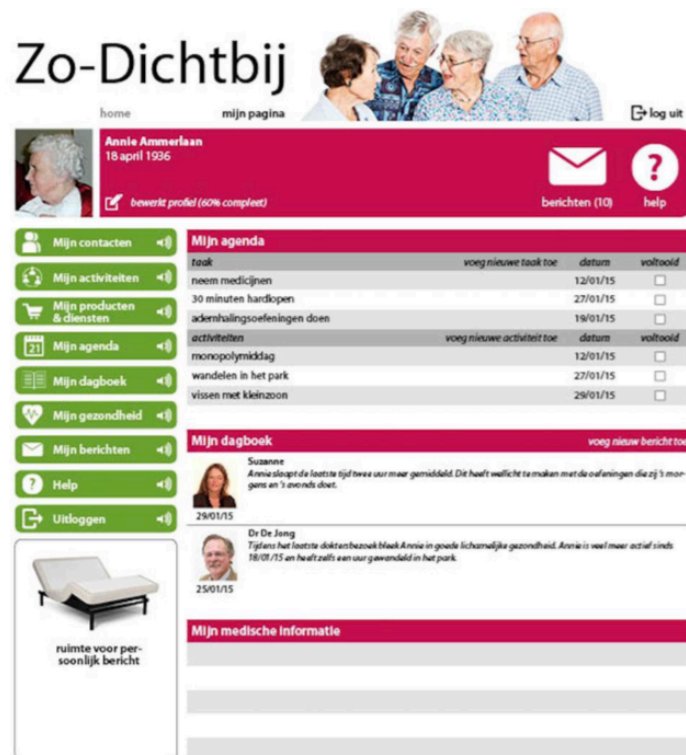 Zo-Dichtbij
home mijn pagina log uit
Annie Ammerlaan
18 april 1936
bewerkt profiel (60% compleet) berichten (10) help
Mijn contacten
Mijn activiteiten
Mijn producten
& diensten
Mijn agenda
21
Mijn dagboek
Mijn gezondheid
Mijn berichten
Help
Uitloggen
ruimte voor per-
soonlijk bericht
Mijn agenda
taak voeg nieuwe taak toe datum voltooid
neem medicijnen 12/01/15
30 minuten hardlopen 27/01/15
ademhalingsoefeningen doen 19/01/15
activiteiten voeg nieuwe activiteit toe datum voltooid
monopolymiddag 12/01/15
wandelen in het park 27/01/15
vissen met kleinzoon 29/01/15
Mijn dagboek voeg nieuw bericht toe
Suzanne
Annie slaapt de laatste tijd twee uur meer gemiddeld. Dit heeft wellicht te maken met de oefeningen die zij 's mor-
gens en 's avonds doet.
29/01/15
Dr De Jong
Tijdens het laatste doktersbezoek bleek Annie in goede lichamelijke gezondheid. Annie is veel meer actief sinds
18/01/15 en heeft zelfs een uur gewandeld in het park.
25/01/15
Mijn medische informatie